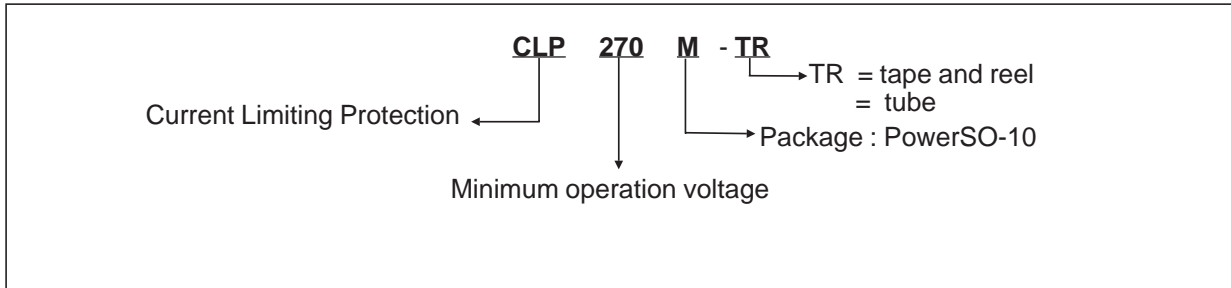 CLP 270 M - TR
TR = tape and reel
= tube
Current Limiting Protection
Package : PowerSO-10
Minimum operation voltage